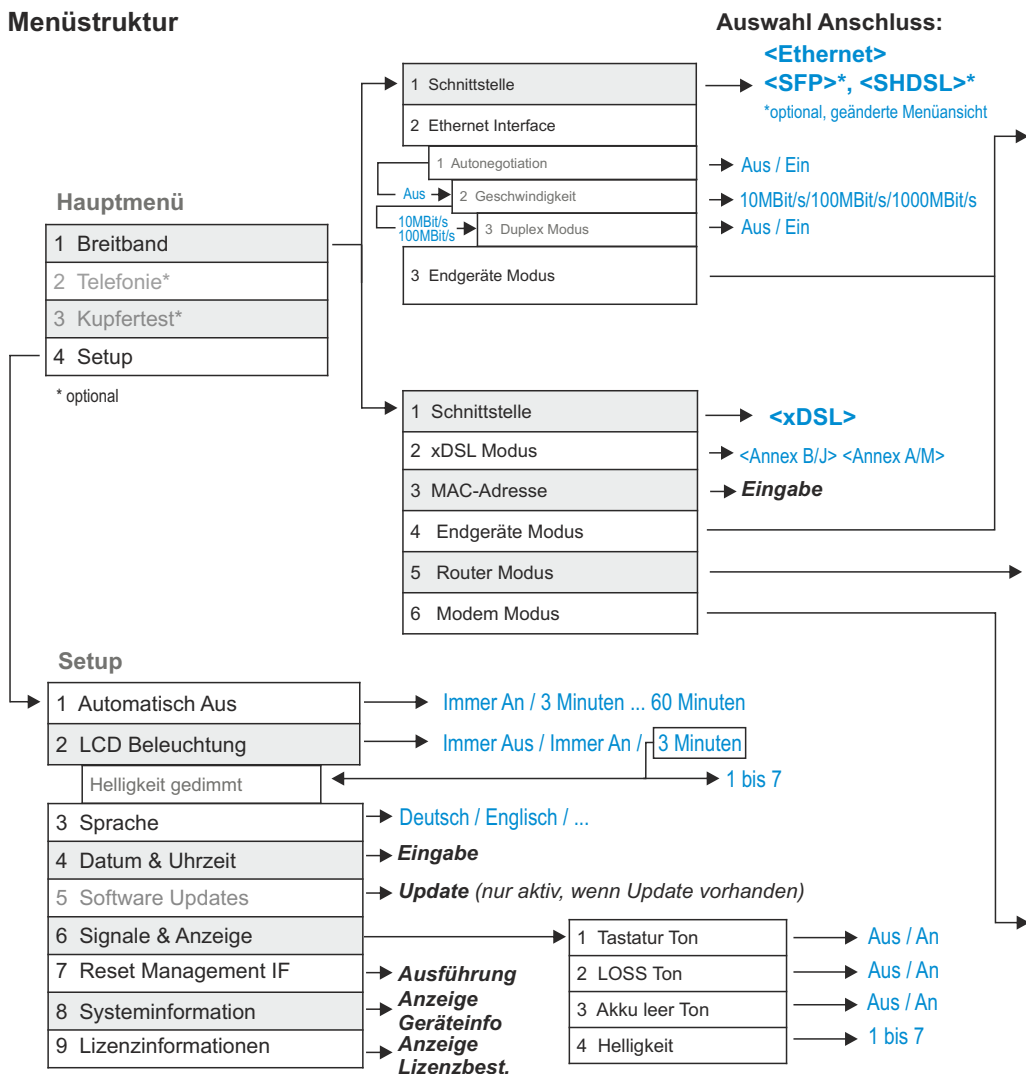 Menüstruktur
Auswahl Anschluss:
<Ethernet>
<SFP>*, <SHDSL>*
*optional, geänderte Menüansicht
1 Schnittstelle
2 Ethernet Interface
1 Autonegotiation
Aus / Ein
Aus
2 Geschwindigkeit
10MBit/s/100MBit/s/1000MBit/s
10MBit/s
100MBit/s
3 Duplex Modus
Aus / Ein
3 Endgeräte Modus
Hauptmenü
1 Breitband
2 Telefonie*
3 Kupfertest*
4 Setup
* optional
1 Schnittstelle
<xDSL>
2 xDSL Modus
<Annex B/J> <Annex A/M>
3 MAC-Adresse
Eingabe
4 Endgeräte Modus
5 Router Modus
6 Modem Modus
Setup
1 Automatisch Aus
Immer An / 3 Minuten ... 60 Minuten
2 LCD Beleuchtung
Immer Aus / Immer An / 3 Minuten
Helligkeit gedimmt
1 bis 7
3 Sprache
Deutsch / Englisch / ...
4 Datum & Uhrzeit
Eingabe
5 Software Updates
Update (nur aktiv, wenn Update vorhanden)
6 Signale & Anzeige
1 Tastatur Ton
Aus / An
2 LOSS Ton
Aus / An
3 Akku leer Ton
Aus / An
4 Helligkeit
1 bis 7
7 Reset Management IF
Ausführung
8 Systeminformation
Anzeige
Geräteinfo
9 Lizenzinformationen
Anzeige
Lizenzbest.